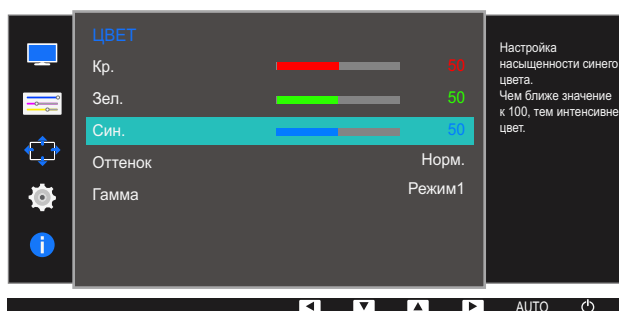 ЦВЕТ
Кр. 50
Зел. 50
Син. 50
Оттенок Норм.
Гамма Режим1
Настройка
насыщенности синего
цвета.
Чем ближе значение
к 100, тем интенсивне
цвет.
AUTO